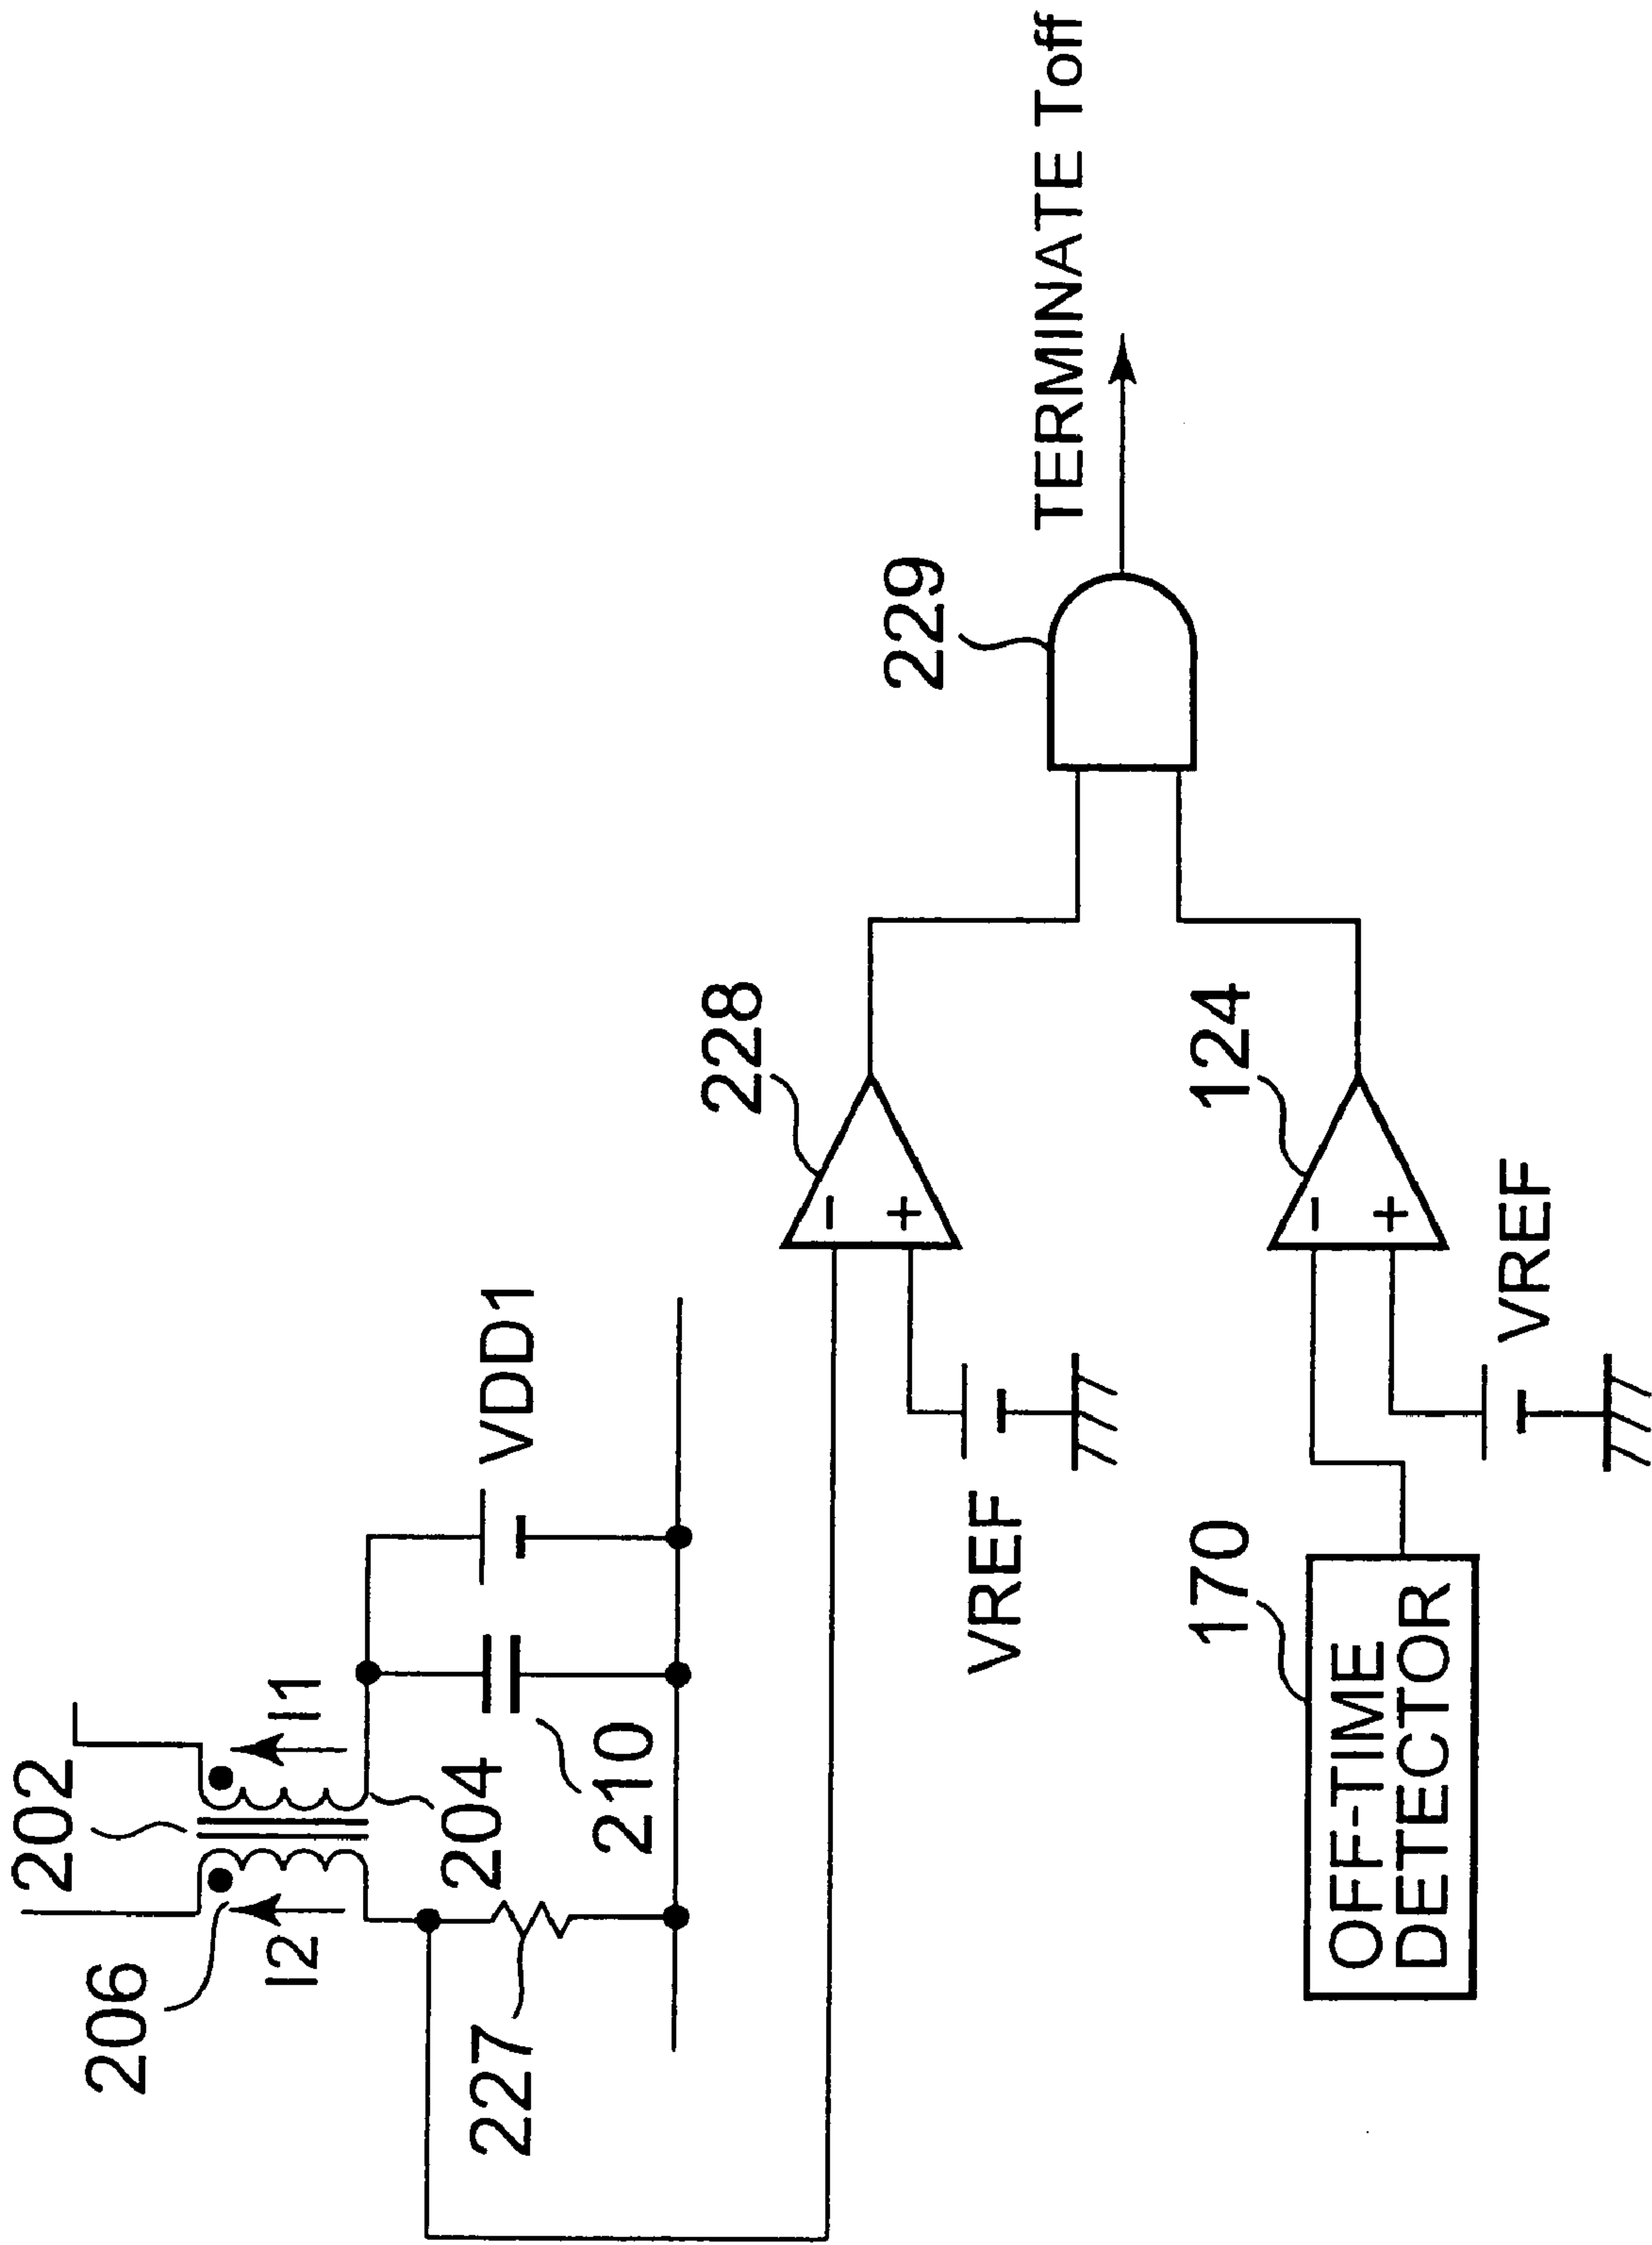 202
206
I2
I1
204
210
227
VDD1
228
VREF
229
TERMINATE Toff
124
170
VREF
OFF-TIME
DETECTOR
−
+
−
+